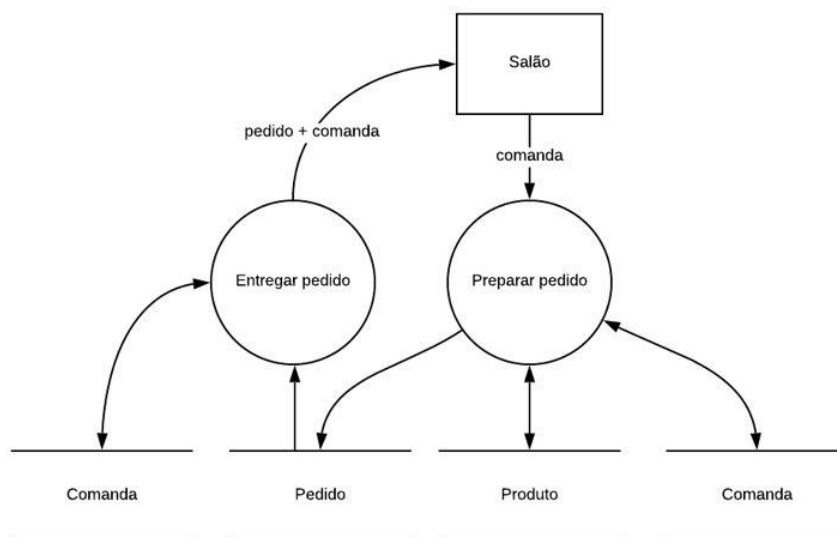 Salão
pedido + comanda
comanda
Entregar pedido
Preparar pedido
Comanda
Pedido
Produto
Comanda